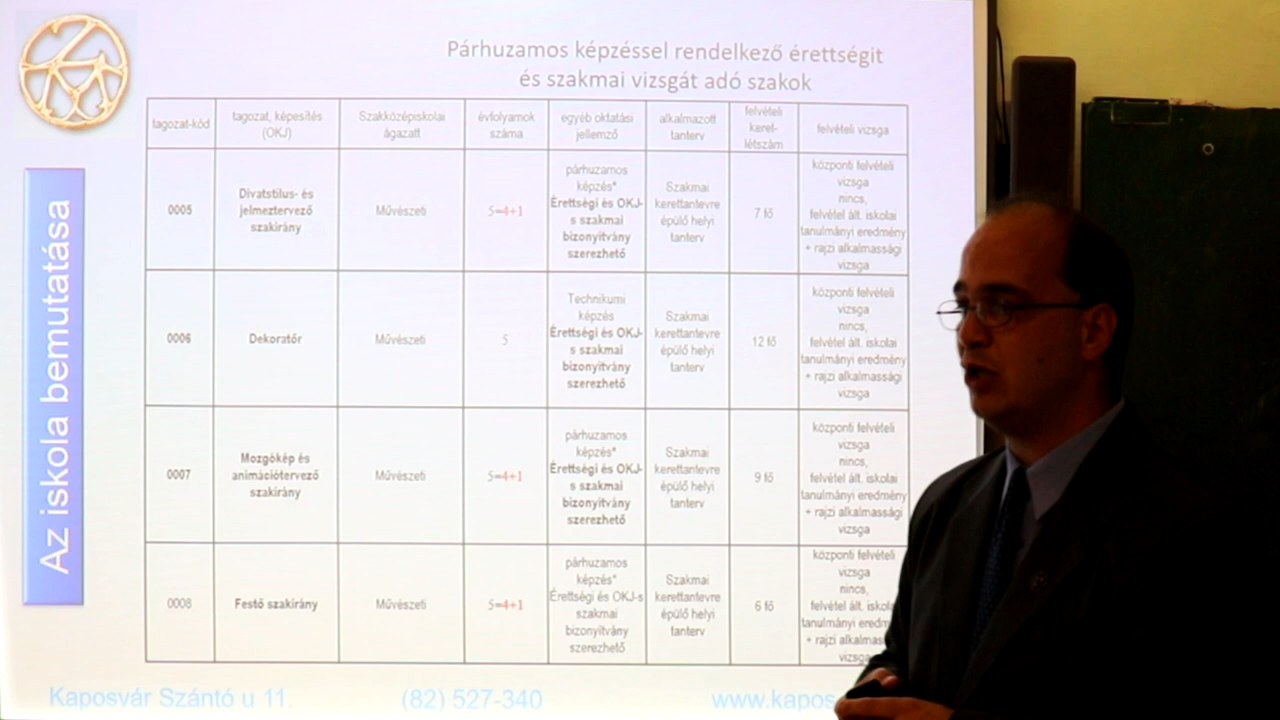 Párhuzamos képzéssel rendelkező érettségit
és szakmai vizsgát adó szakok
Az iskola bemutatása
tagozat-kód
tagozat, képesítés
(OKJ)
Szakközépiskolai
ágazatt
évfolyamok
száma
egyéb oktatási
jellemző
alkalmazott
tanterv
felvételi
keret-
létszám
felvételi vizsga
0005
Divatstílus- és
jelmeztervező
szakirány
Művészeti
5=4+1
párhuzamos
képzés*
Érettségi és OKJ-
s szakmai
bizonyítvány
szerezhető
Szakmai
kerettantervre
épülő helyi
tanterv
7 fő
központi felvételi
vizsga
nincs,
felvétel ált. iskolai
tanulmányi eredmény
+ rajzi alkalmassági
vizsga
0006
Dekoratőr
Művészeti
5
Technikumi
képzés
Érettségi és OKJ-
s szakmai
bizonyítvány
szerezhető
Szakmai
kerettantervre
épülő helyi
tanterv
12 fő
központi felvételi
vizsga
nincs,
felvétel ált. iskolai
tanulmányi eredmény
+ rajzi alkalmassági
vizsga
0007
Mozgókép és
animációtervező
szakirány
Művészeti
5=4+1
párhuzamos
képzés*
Érettségi és OKJ-
s szakmai
bizonyítvány
szerezhető
Szakmai
kerettantervre
épülő helyi
tanterv
9 fő
központi felvételi
vizsga
nincs,
felvétel ált. iskolai
tanulmányi eredmény
+ rajzi alkalmassági
vizsga
0008
Festő szakirány
Művészeti
5=4+1
párhuzamos
képzés*
Érettségi és OKJ-s
szakmai
bizonyítvány
szerezhető
Szakmai
kerettantervre
épülő helyi
tanterv
6 fő
központi felvételi
vizsga
nincs,
felvétel ált.
tanulmányi
+ rajzi
Kaposvár Szántó u 11.
(82) 527-340
www.kapos